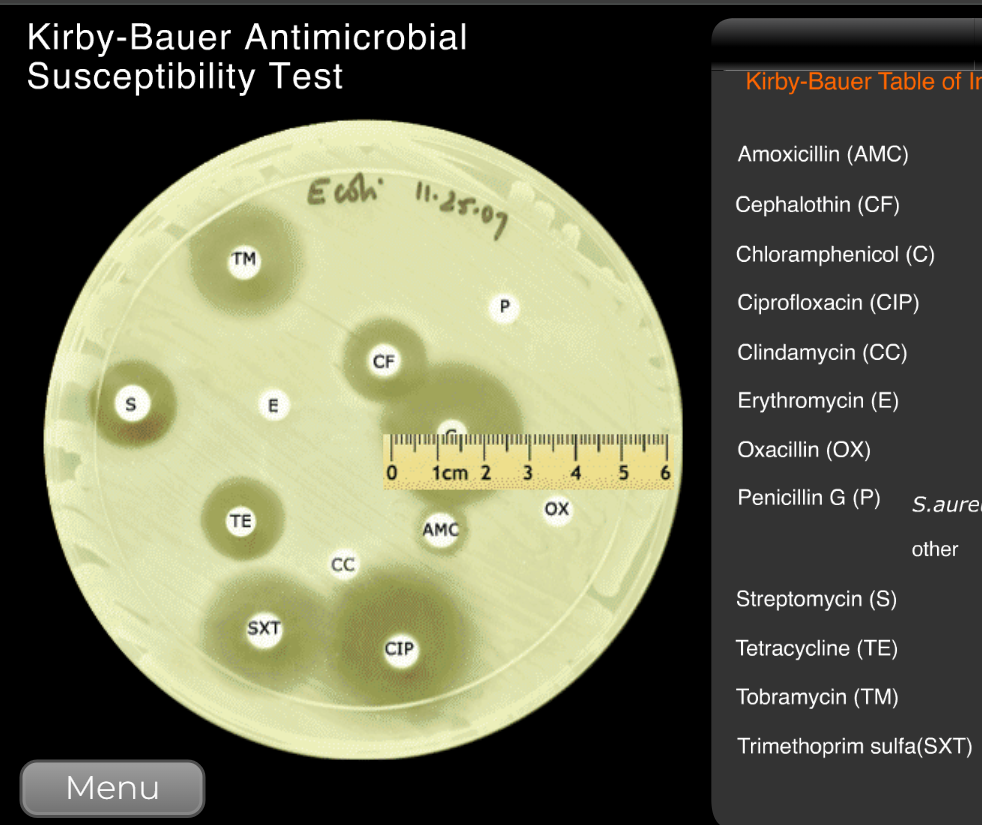 Kirby-Bauer Antimicrobial
Susceptibility Test
E coli 11.25.07
TM
P
CF
S
E
C
0 1cm 2 3 4 5 6
TE
AMC
OX
CC
SXT
CIP
Menu
Kirby-Bauer Table of
Amoxicillin (AMC)
Cephalothin (CF)
Chloramphenicol (C)
Ciprofloxacin (CIP)
Clindamycin (CC)
Erythromycin (E)
Oxacillin (OX)
Penicillin G (P) S.aure
other
Streptomycin (S)
Tetracycline (TE)
Tobramycin (TM)
Trimethoprim sulfa(SXT)